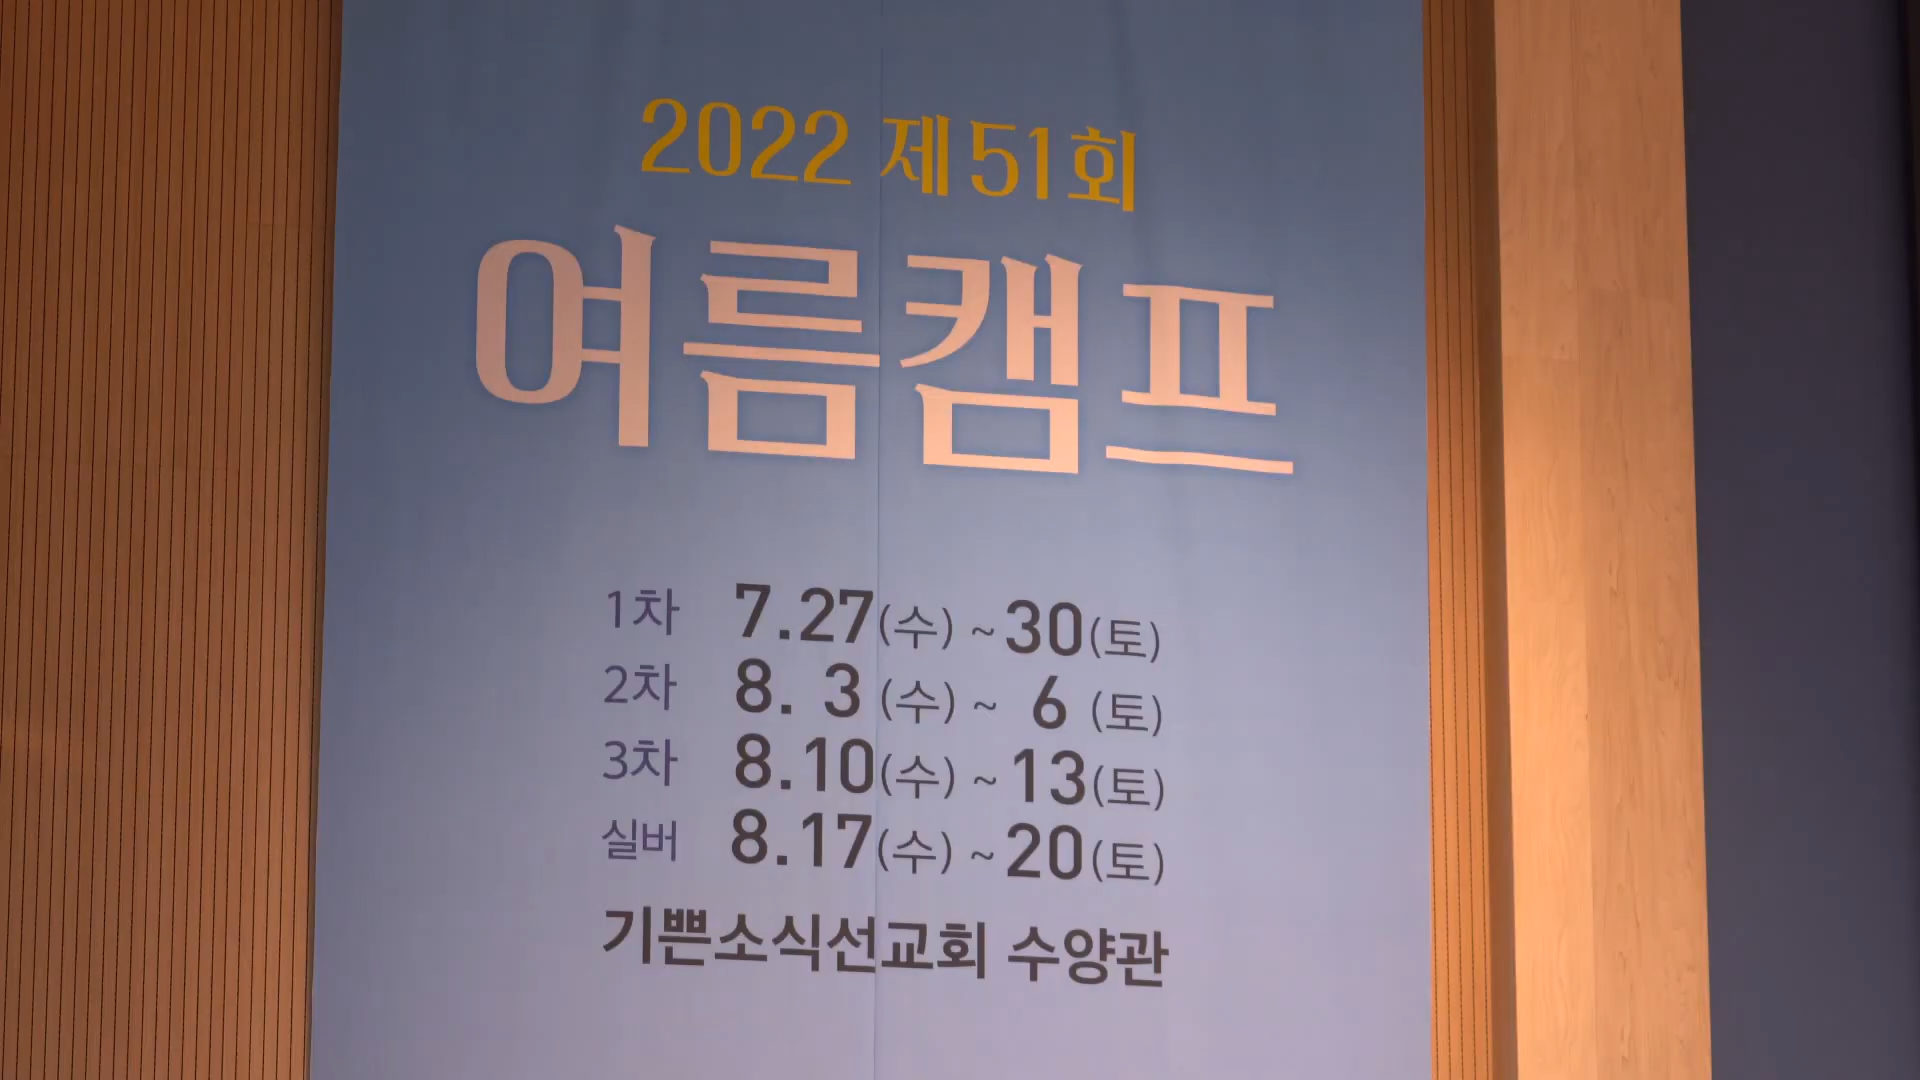 2022 제51회
여름캠프
1차 7.27(수) ~ 30(토)
2차 8. 3 (수) ~ 6 (토)
3차 8.10(수) ~ 13(토)
실버 8.17(수) ~ 20(토)
기쁜소식선교회 수양관